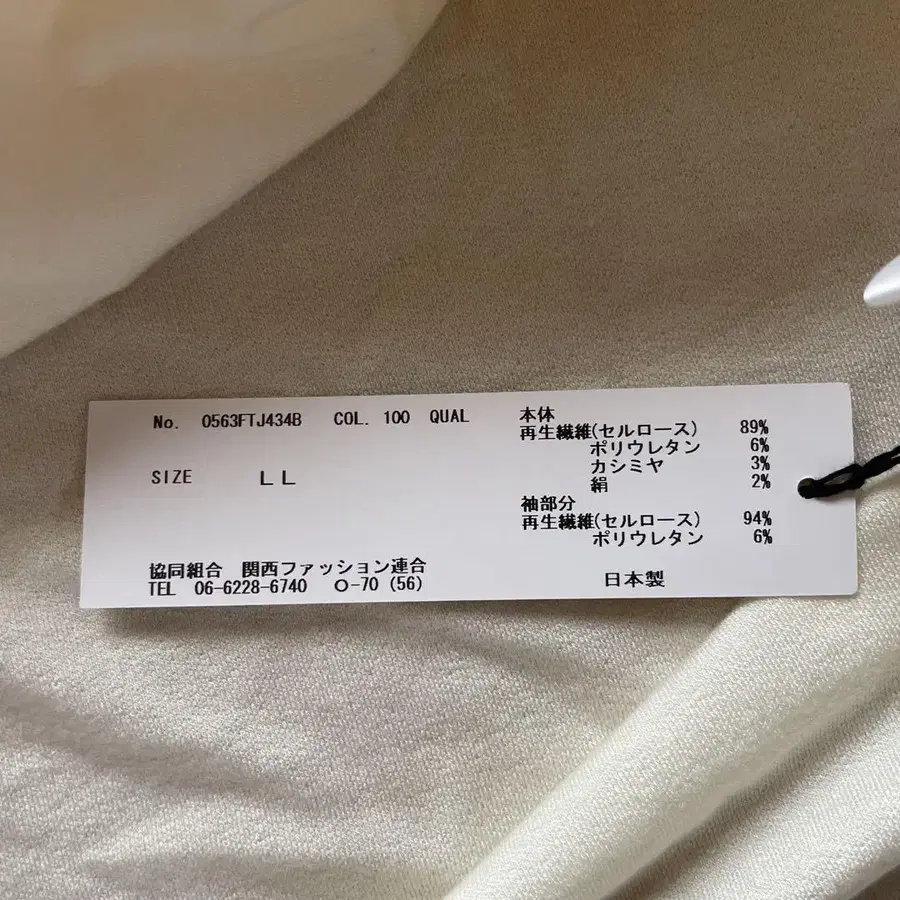 No. 0563FTJ434B COL. 100 QUAL
SIZE LL
協同組合 関西ファッション連合
TEL 06-6228-6740 O-70 (56)
本体
再生繊維(セルロース) 89%
ポリウレタン 6%
カシミヤ 3%
絹 2%
袖部分
再生繊維(セルロース) 94%
ポリウレタン 6%
日本製